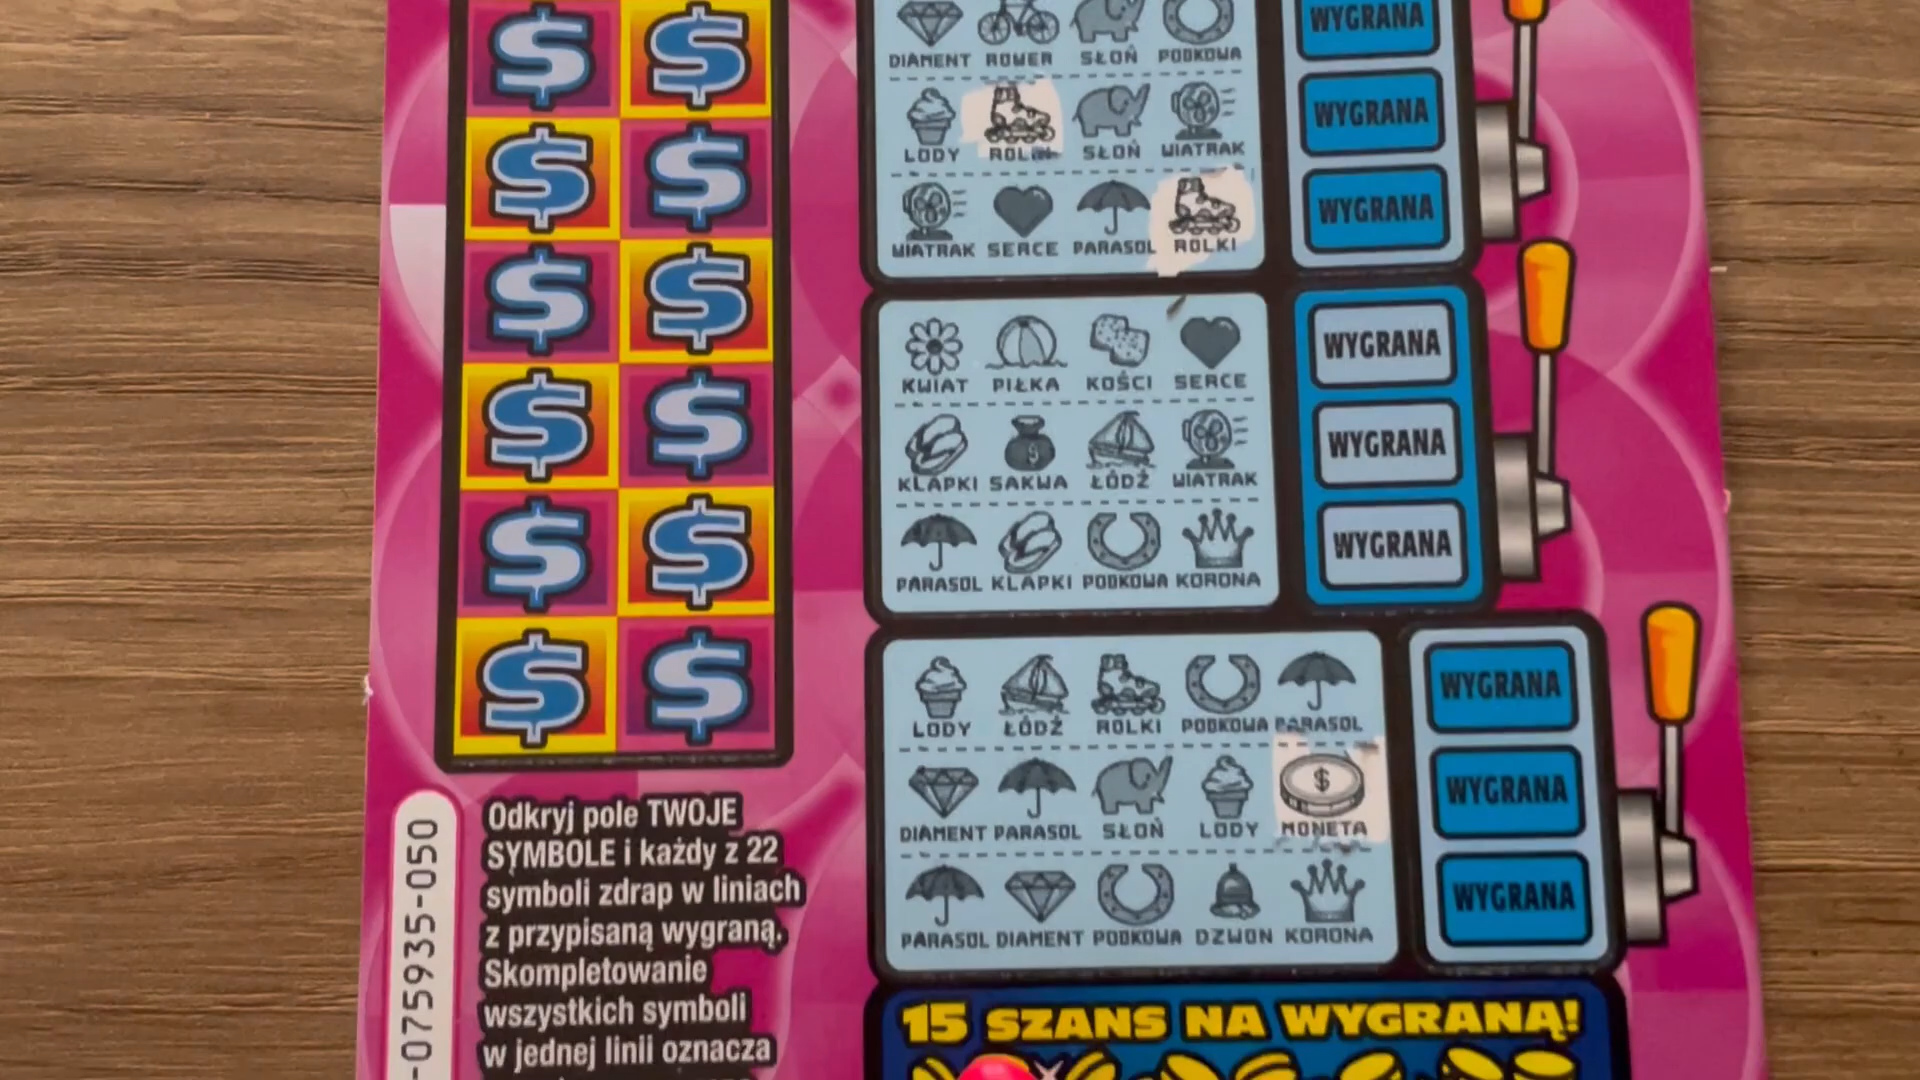 DIAMENT ROWER SŁOŃ PODKOWA
WYGRANA
LODY ROLKI SŁOŃ WIATRAK
WYGRANA
WIATRAK SERCE PARASOL ROLKI
WYGRANA
KWIAT PIŁKA KOŚCI SERCE
WYGRANA
KLAPKI SAKWA ŁÓDŹ WIATRAK
WYGRANA
PARASOL KLAPKI PODKOWA KORONA
WYGRANA
LODY ŁÓDŹ ROLKI PODKOWA PARASOL
WYGRANA
DIAMENT PARASOL SŁOŃ LODY MONETA
WYGRANA
PARASOL DIAMENT PODKOWA DZWON KORONA
WYGRANA
-075935-050
Odkryj pole TWOJE
SYMBOLE i każdy z 22
symboli zdrap w liniach
z przypisaną wygraną.
Skompletowanie
wszystkich symboli
w jednej linii oznacza
15 SZANS NA WYGRANĄ!